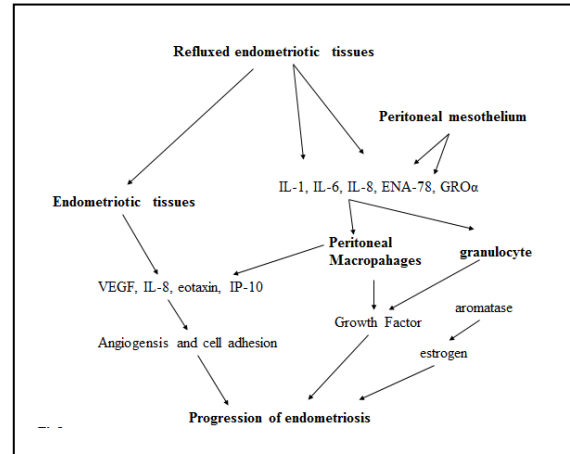 Refluxed endometriotic tissues
Peritoneal mesothelium
IL-1, IL-6, IL-8, ENA-78, GROα
Endometriotic tissues
Peritoneal
Macropahages
granulocyte
VEGF, IL-8, eotaxin, IP-10
aromatase
Growth Factor
Angiogensis and cell adhesion
estrogen
Progression of endometriosis